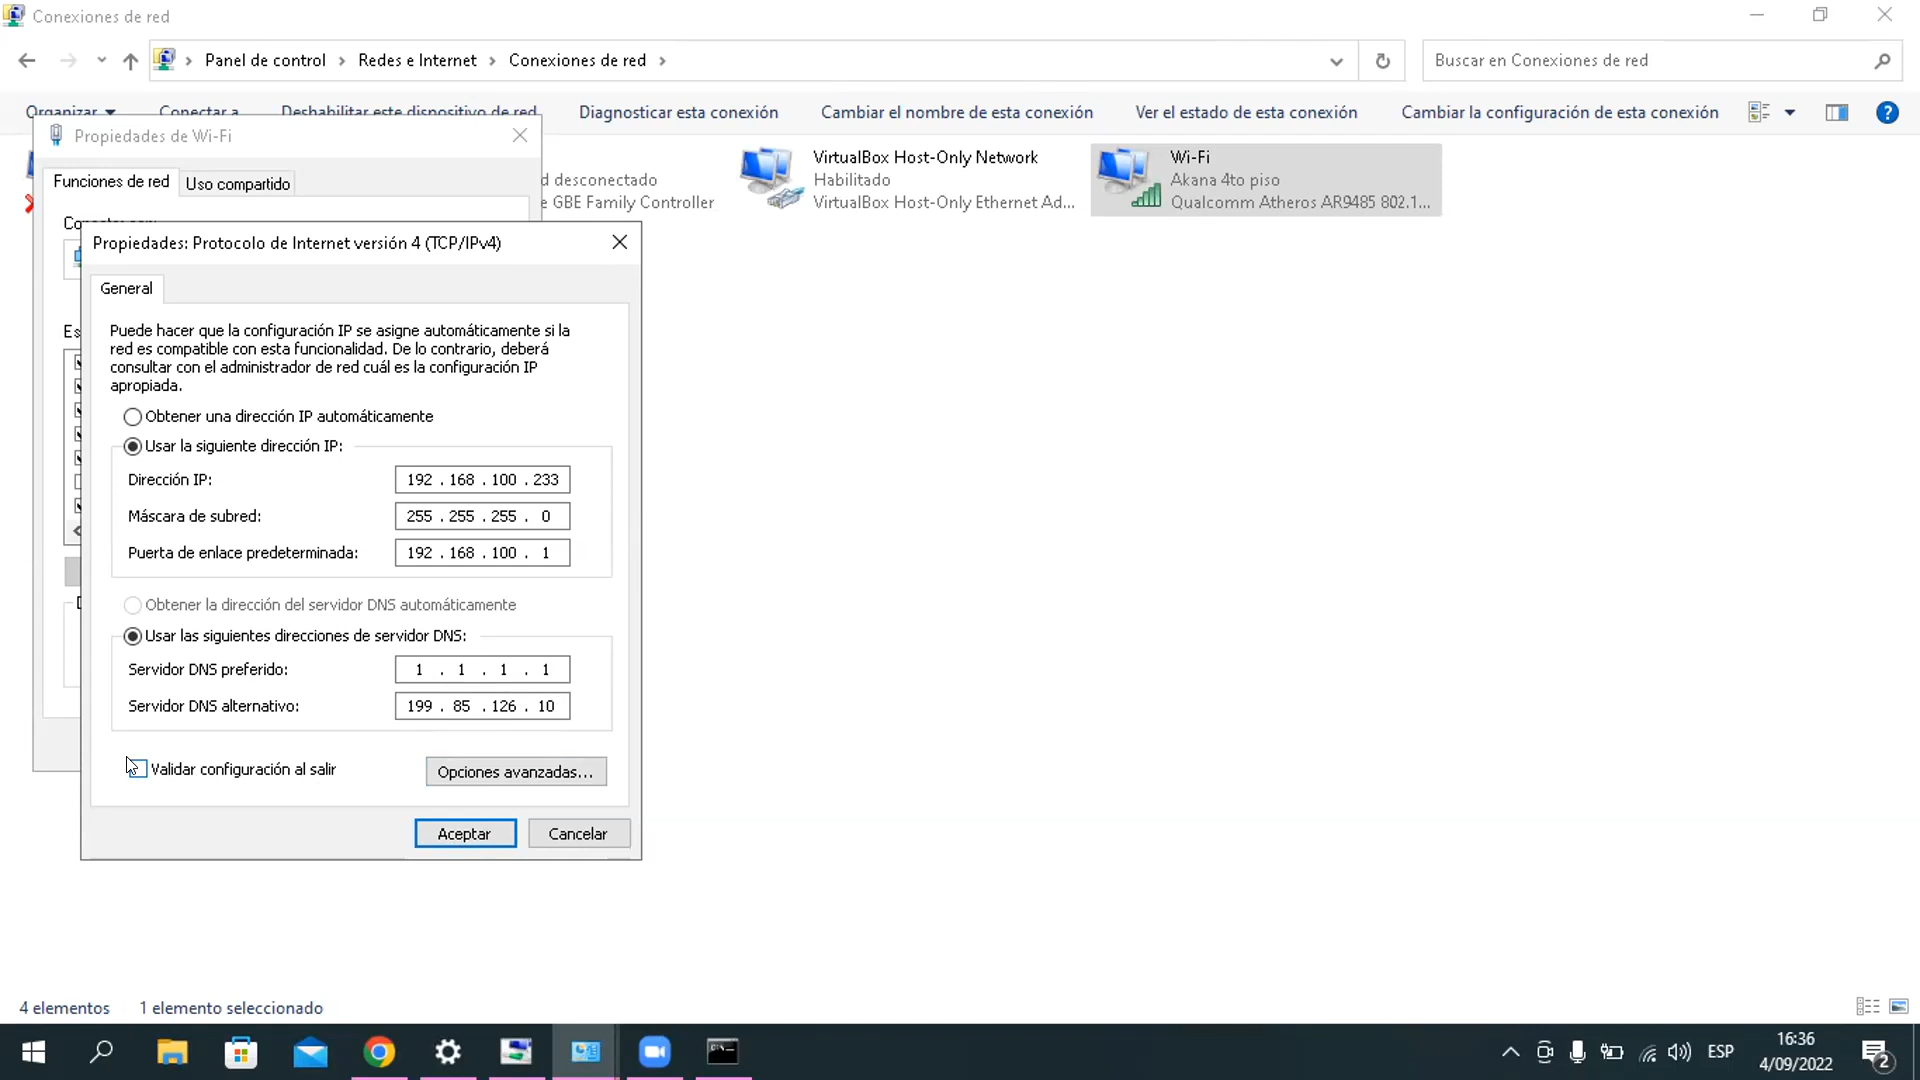 Conexiones de red
Panel de control
Redes e Internet
Conexiones de red
Buscar en Conexiones de red
Organizar
Conectar a
Deshabilitar este dispositivo de red
Diagnosticar esta conexión
Cambiar el nombre de esta conexión
Ver el estado de esta conexión
Cambiar la configuración de esta conexión
Propiedades de Wi-Fi
Funciones de red
Uso compartido
d desconectado
e GBE Family Controller
VirtualBox Host-Only Network
Habilitado
VirtualBox Host-Only Ethernet Ad...
Wi-Fi
Akana 4to piso
Qualcomm Atheros AR9485 802.1...
Propiedades: Protocolo de Internet versión 4 (TCP/IPv4)
General
Puede hacer que la configuración IP se asigne automáticamente si la
red es compatible con esta funcionalidad. De lo contrario, deberá
consultar con el administrador de red cuál es la configuración IP
apropiada.
Obtener una dirección IP automáticamente
Usar la siguiente dirección IP:
Dirección IP: 192 . 168 . 100 . 233
Máscara de subred: 255 . 255 . 255 . 0
Puerta de enlace predeterminada: 192 . 168 . 100 . 1
Obtener la dirección del servidor DNS automáticamente
Usar las siguientes direcciones de servidor DNS:
Servidor DNS preferido: 1 . 1 . 1 . 1
Servidor DNS alternativo: 199 . 85 . 126 . 10
Validar configuración al salir
Opciones avanzadas...
Aceptar
Cancelar
4 elementos
1 elemento seleccionado
ESP
16:36
4/09/2022
2